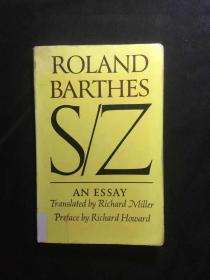 ROLAND
BARTHES
S/Z
AN ESSAY
Translated by Richard Miller
Preface by Richard Howard